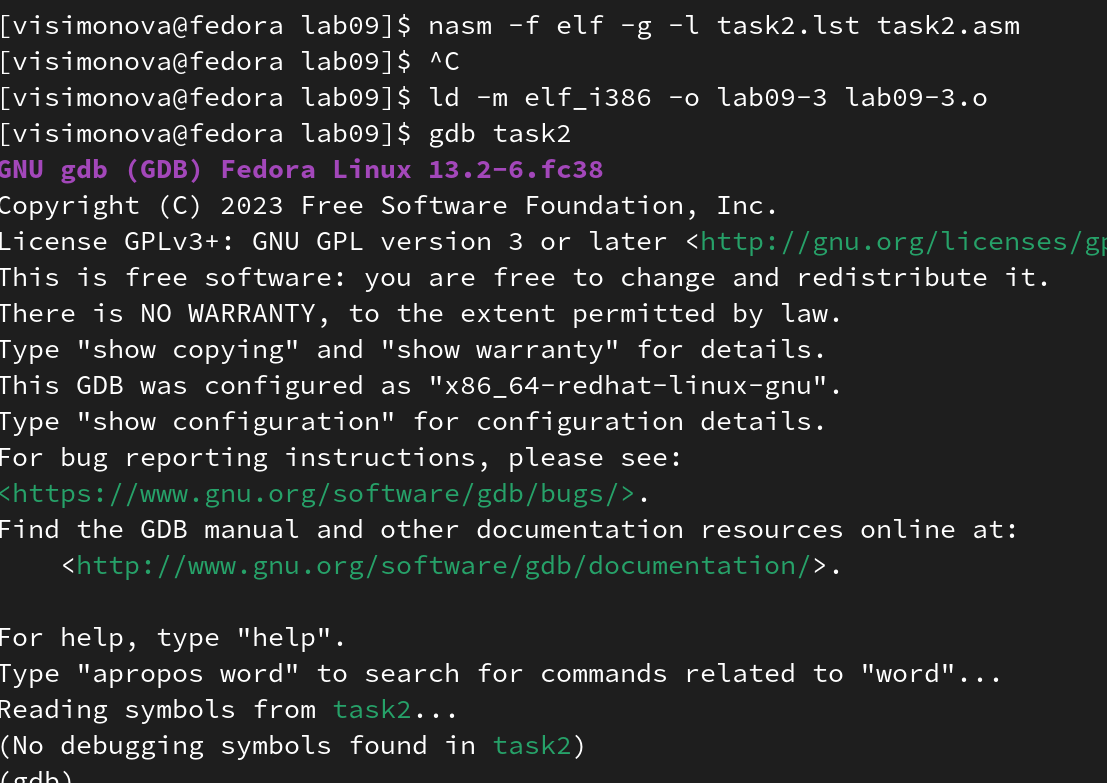 [visimonova@fedora lab09]$ nasm -f elf -g -l task2.lst task2.asm
[visimonova@fedora lab09]$ ^C
[visimonova@fedora lab09]$ ld -m elf_i386 -o lab09-3 lab09-3.o
[visimonova@fedora lab09]$ gdb task2
GNU gdb (GDB) Fedora Linux 13.2-6.fc38
Copyright (C) 2023 Free Software Foundation, Inc.
License GPLv3+: GNU GPL version 3 or later <http://gnu.org/licenses/gp
This is free software: you are free to change and redistribute it.
There is NO WARRANTY, to the extent permitted by law.
Type "show copying" and "show warranty" for details.
This GDB was configured as "x86_64-redhat-linux-gnu".
Type "show configuration" for configuration details.
For bug reporting instructions, please see:
<https://www.gnu.org/software/gdb/bugs/>.
Find the GDB manual and other documentation resources online at:
    <http://www.gnu.org/software/gdb/documentation/>.

For help, type "help".
Type "apropos word" to search for commands related to "word"...
Reading symbols from task2...
(No debugging symbols found in task2)
(gdb)